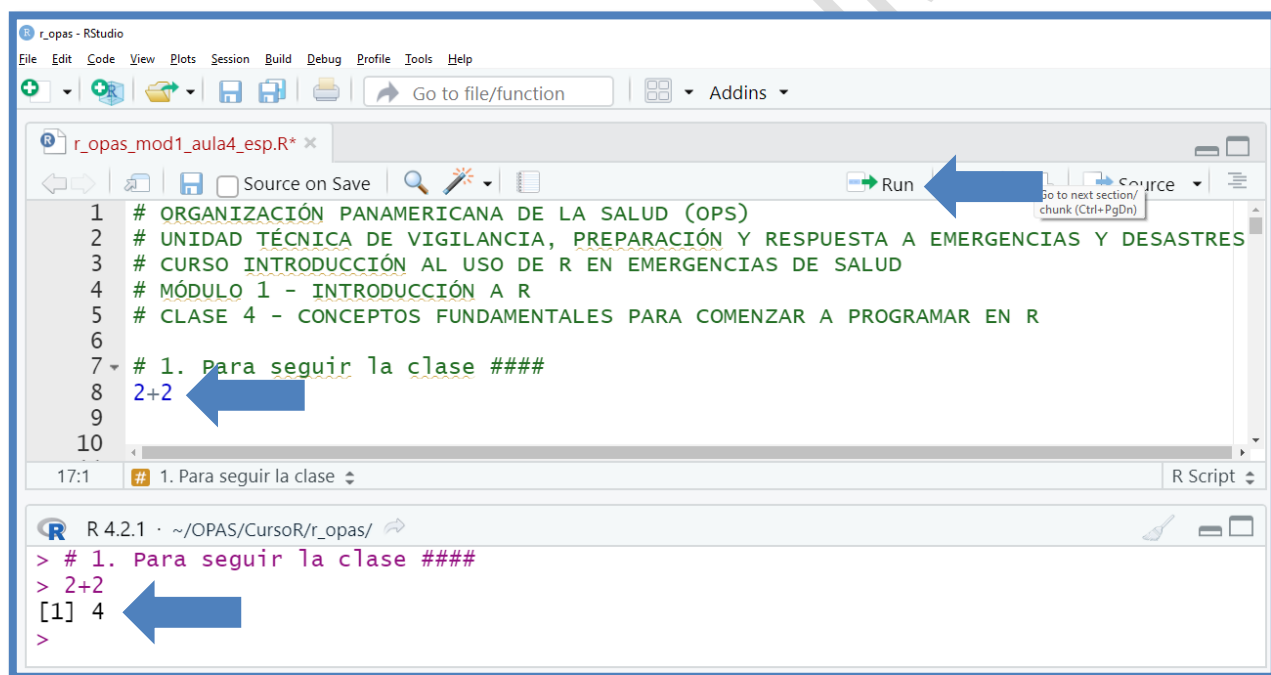 r_opas - RStudio
File Edit Code View Plots Session Build Debug Profile Tools Help
Go to file/function Addins
r_opas_mod1_aula4_esp.R*
Source on Save Run Source
Go to next section/
chunk (Ctrl+PgDn)
1 # ORGANIZACIÓN PANAMERICANA DE LA SALUD (OPS)
2 # UNIDAD TÉCNICA DE VIGILANCIA, PREPARACIÓN Y RESPUESTA A EMERGENCIAS Y DESASTRES
3 # CURSO INTRODUCCIÓN AL USO DE R EN EMERGENCIAS DE SALUD
4 # MÓDULO 1 - INTRODUCCIÓN A R
5 # CLASE 4 - CONCEPTOS FUNDAMENTALES PARA COMENZAR A PROGRAMAR EN R
6
7 # 1. Para seguir la clase ####
8 2+2
9
10
17:1 # 1. Para seguir la clase R Script
R R 4.2.1 · ~/OPAS/CursoR/r_opas/
> # 1. Para seguir la clase ####
> 2+2
[1] 4
>